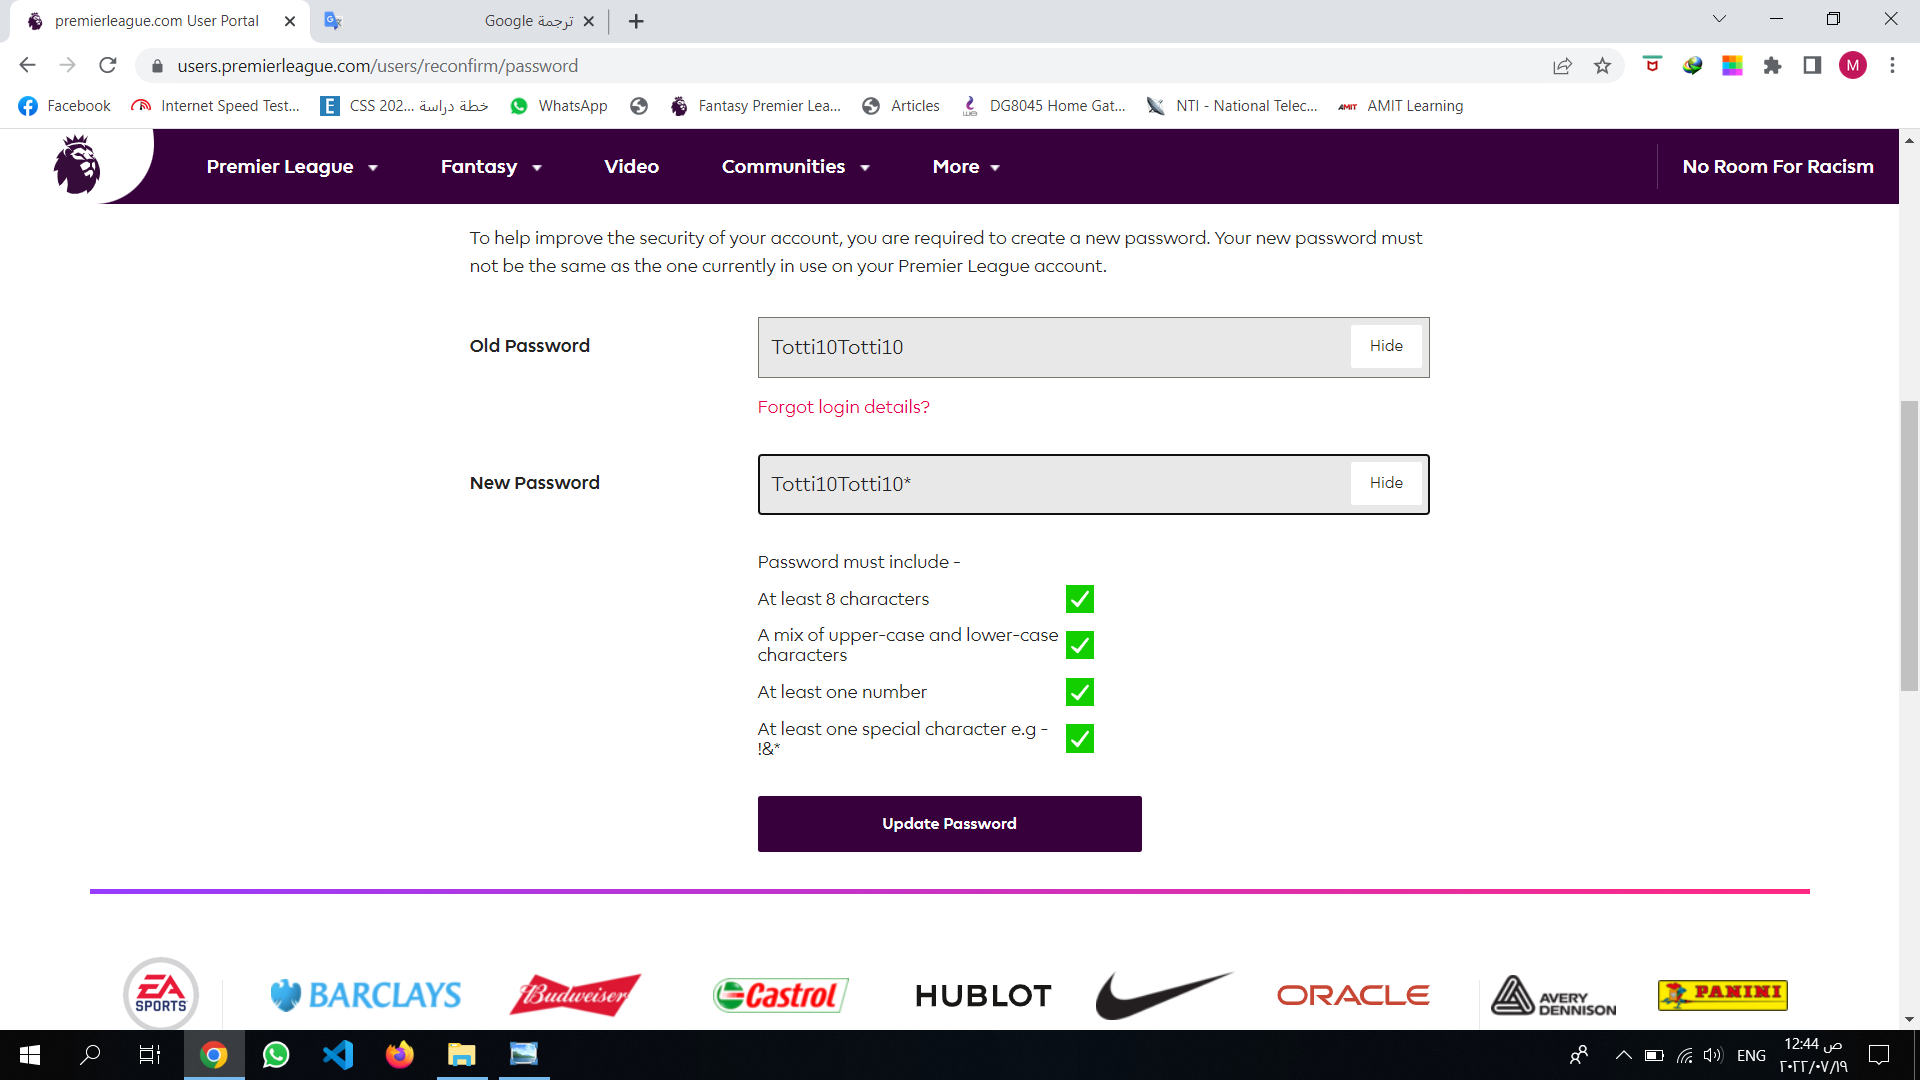 premierleague.com User Portal
ترجمة Google
users.premierleague.com/users/reconfirm/password
M
Facebook
Internet Speed Test...
CSS 202... خطة دراسة
WhatsApp
Fantasy Premier Lea...
Articles
DG8045 Home Gat...
NTI - National Telec...
AMIT
AMIT Learning
Premier League
Fantasy
Video
Communities
More
No Room For Racism
To help improve the security of your account, you are required to create a new password. Your new password must
not be the same as the one currently in use on your Premier League account.
Old Password
Totti10Totti10
Hide
Forgot login details?
New Password
Totti10Totti10*
Hide
Password must include -
At least 8 characters
A mix of upper-case and lower-case
characters
At least one number
At least one special character e.g -
!&*
Update Password
EA
SPORTS
BARCLAYS
Budweiser
Castrol
HUBLOT
ORACLE
AVERY
DENNISON
PANINI
ENG
12:44 ص
٢٠٢٢/٠٧/١٩